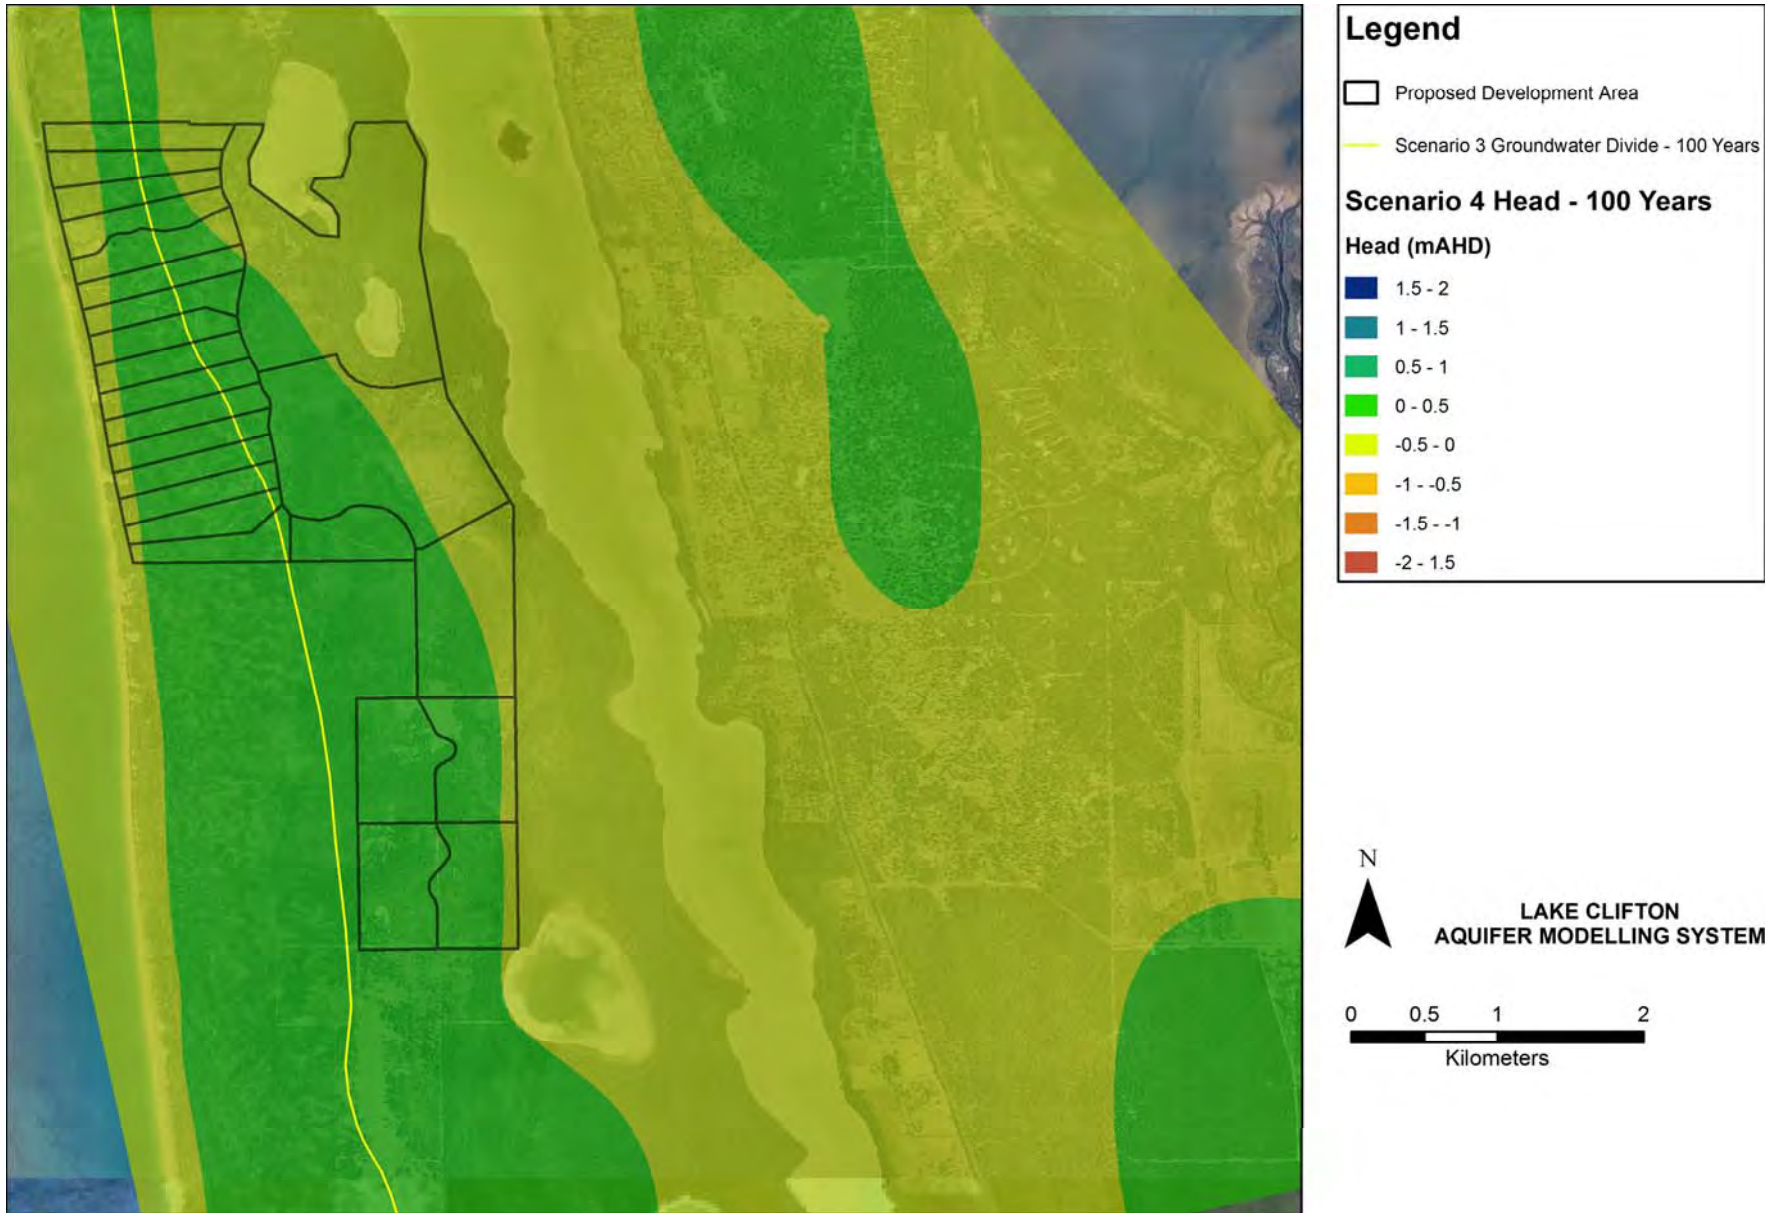 Legend
Proposed Development Area
Scenario 3 Groundwater Divide - 100 Years
Scenario 4 Head - 100 Years
Head (mAHD)
1.5 - 2
1 - 1.5
0.5 - 1
0 - 0.5
-0.5 - 0
-1 - -0.5
-1.5 - -1
-2 - 1.5
N
LAKE CLIFTON
AQUIFER MODELLING SYSTEM
0 0.5 1 2
Kilometers